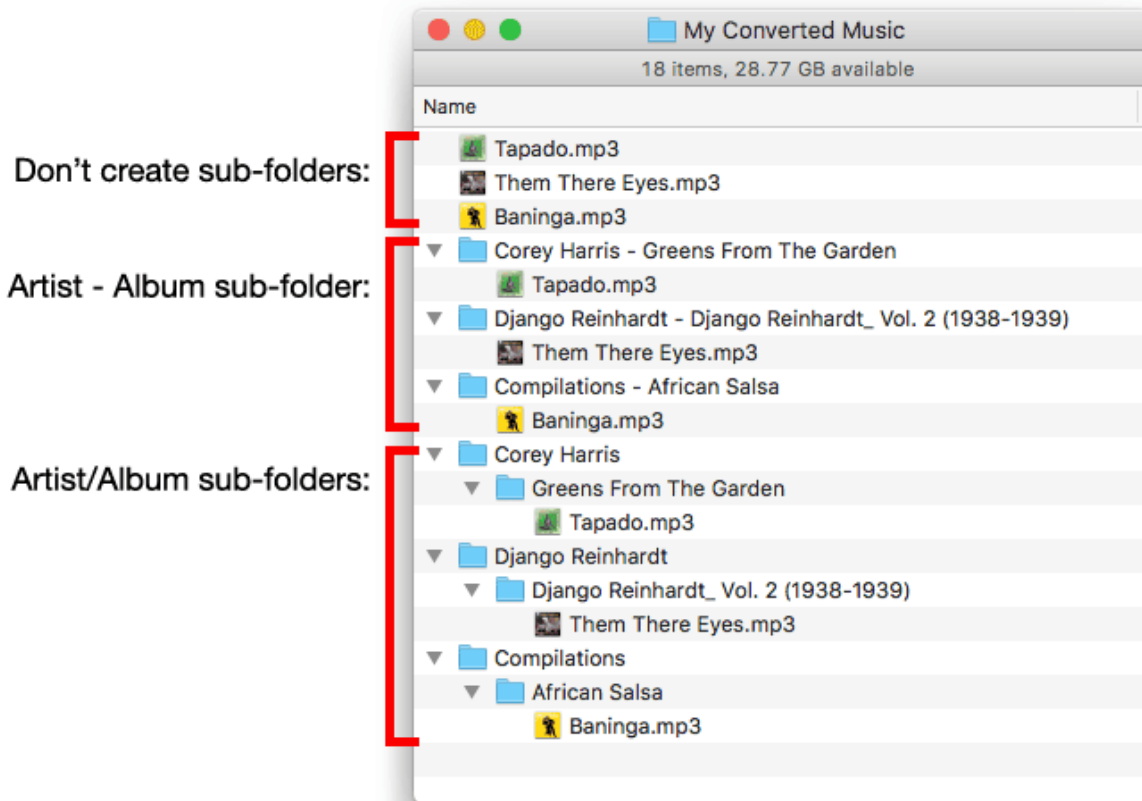 My Converted Music
18 items, 28.77 GB available
Name
Don’t create sub-folders:
Tapado.mp3
Them There Eyes.mp3
Baninga.mp3
Artist - Album sub-folder:
Corey Harris - Greens From The Garden
Tapado.mp3
Django Reinhardt - Django Reinhardt_ Vol. 2 (1938-1939)
Them There Eyes.mp3
Compilations - African Salsa
Baninga.mp3
Artist/Album sub-folders:
Corey Harris
Greens From The Garden
Tapado.mp3
Django Reinhardt
Django Reinhardt_ Vol. 2 (1938-1939)
Them There Eyes.mp3
Compilations
African Salsa
Baninga.mp3